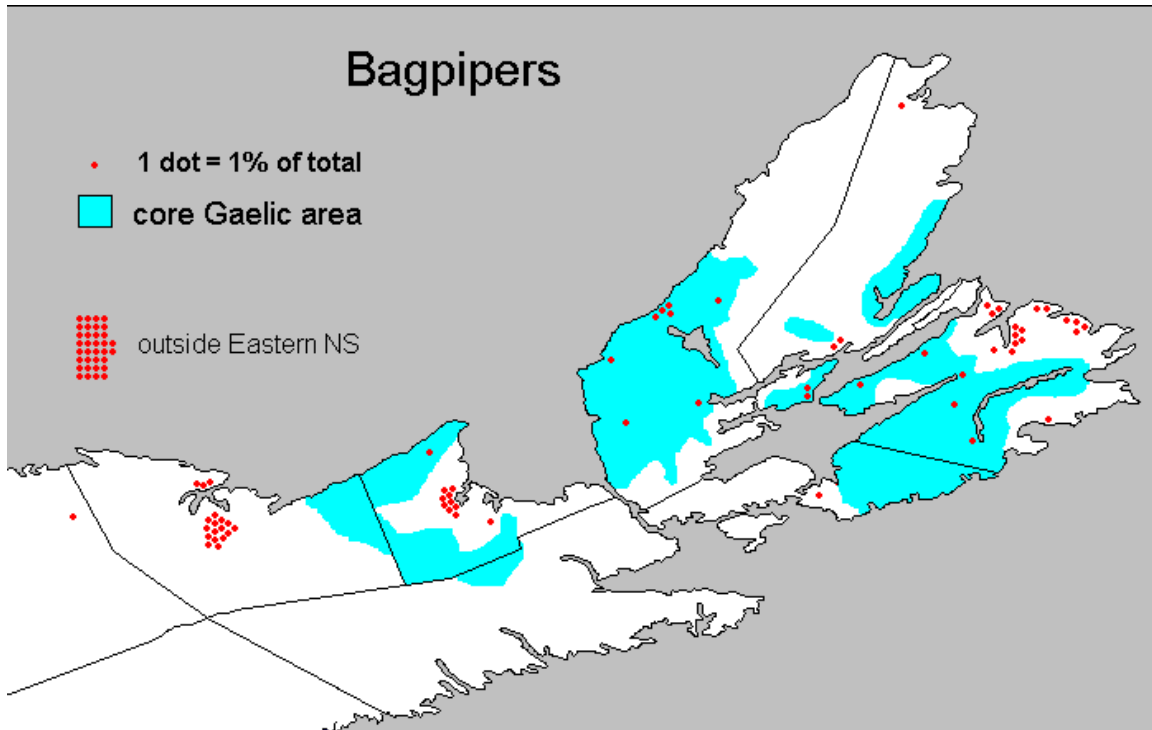 Bagpipers
1 dot = 1% of total
core Gaelic area
outside Eastern NS